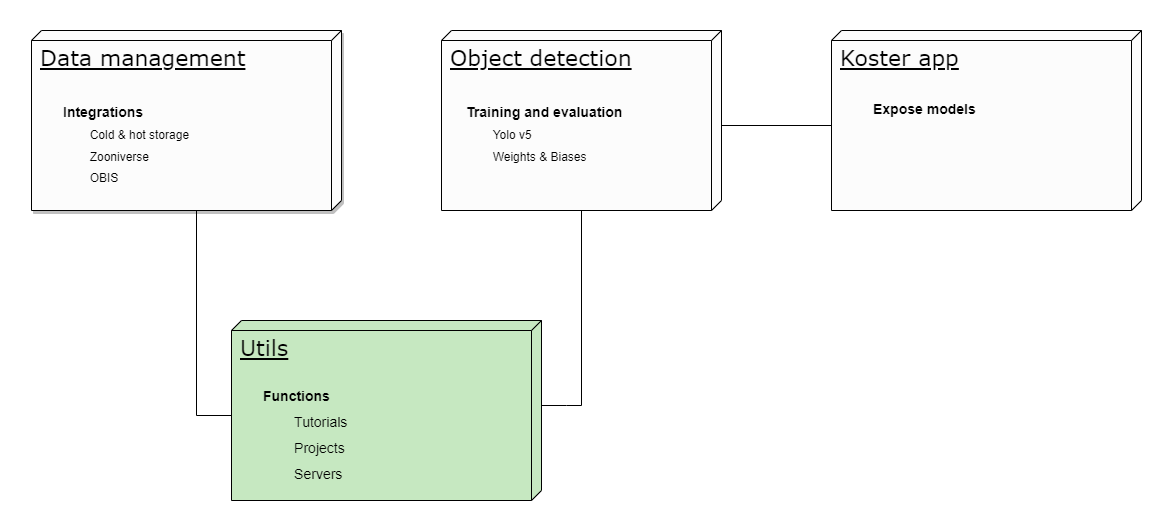 Data management
Integrations
Cold & hot storage
Zooniverse
OBIS
Object detection
Training and evaluation
Yolo v5
Weights & Biases
Koster app
Expose models
Utils
Functions
Tutorials
Projects
Servers